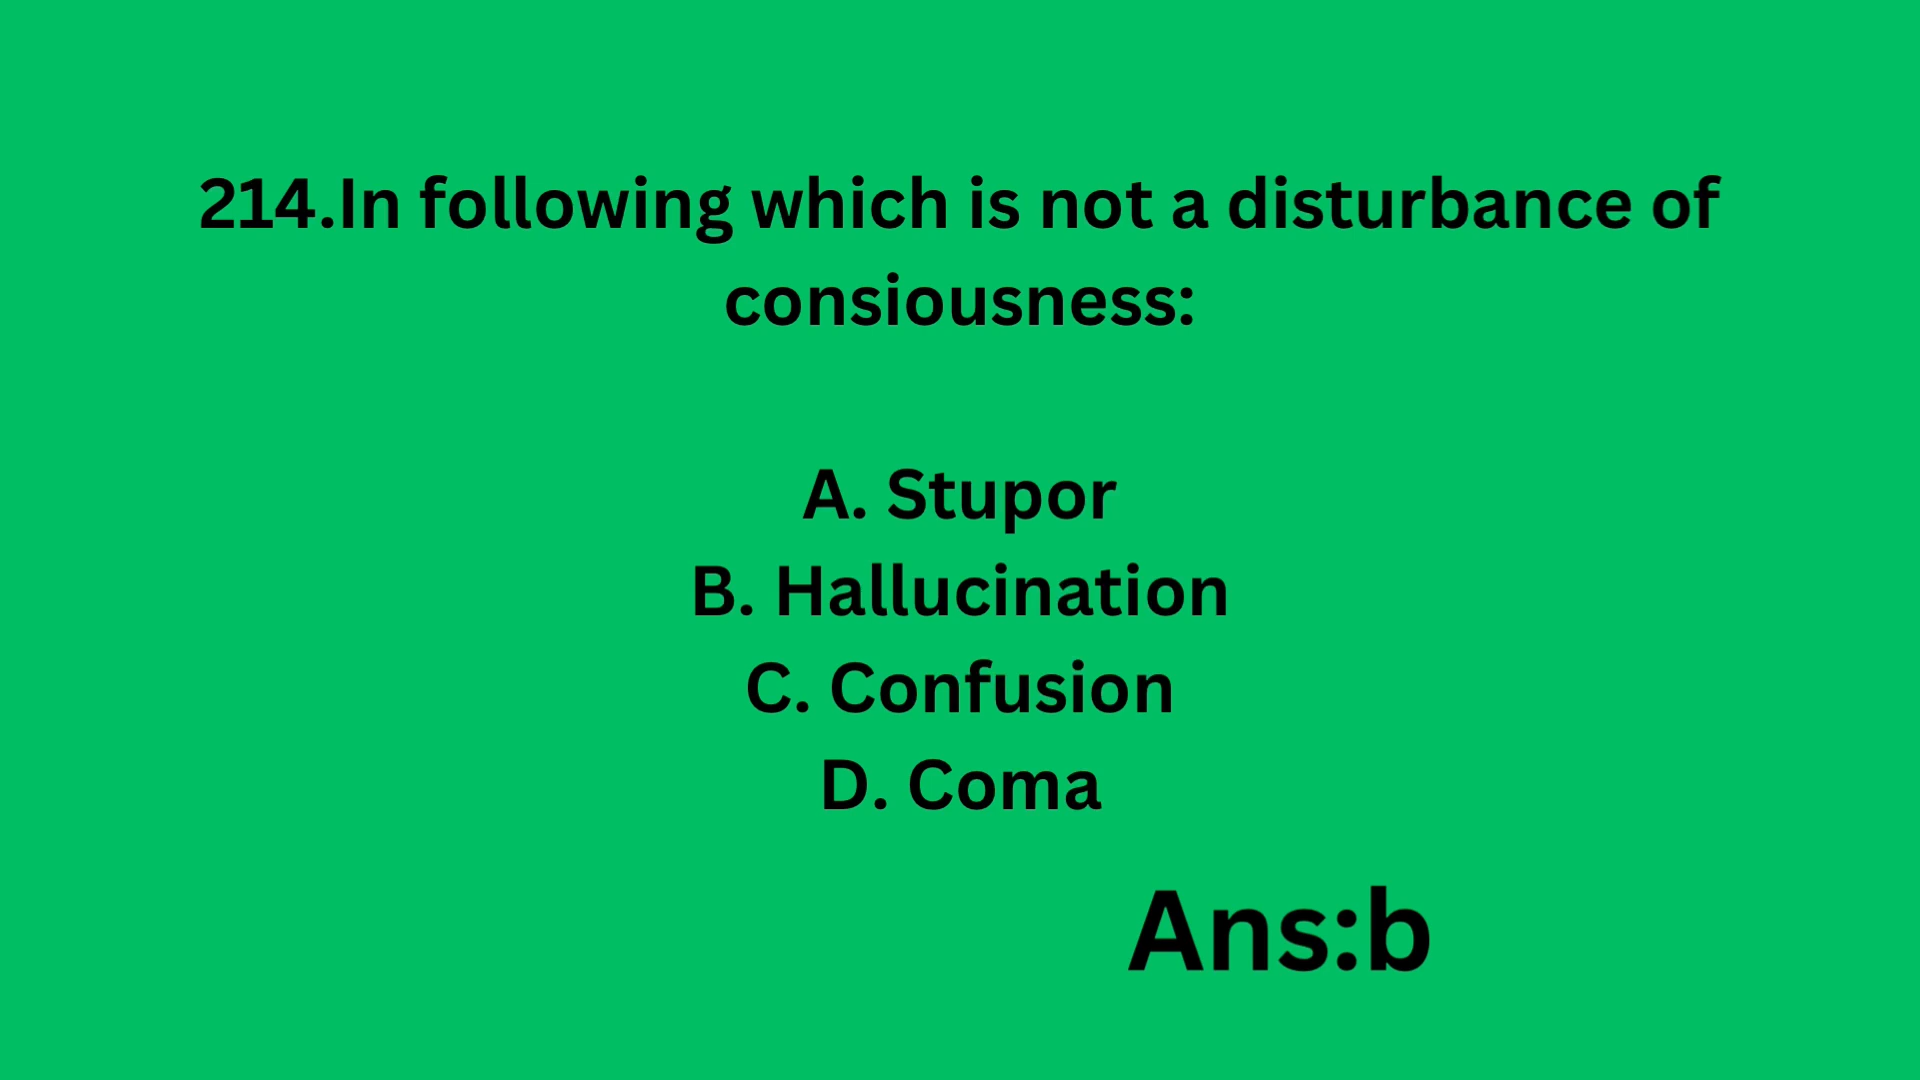 214.In following which is not a disturbance of
consiousness:
A. Stupor
B. Hallucination
C. Confusion
D. Coma
Ans:b